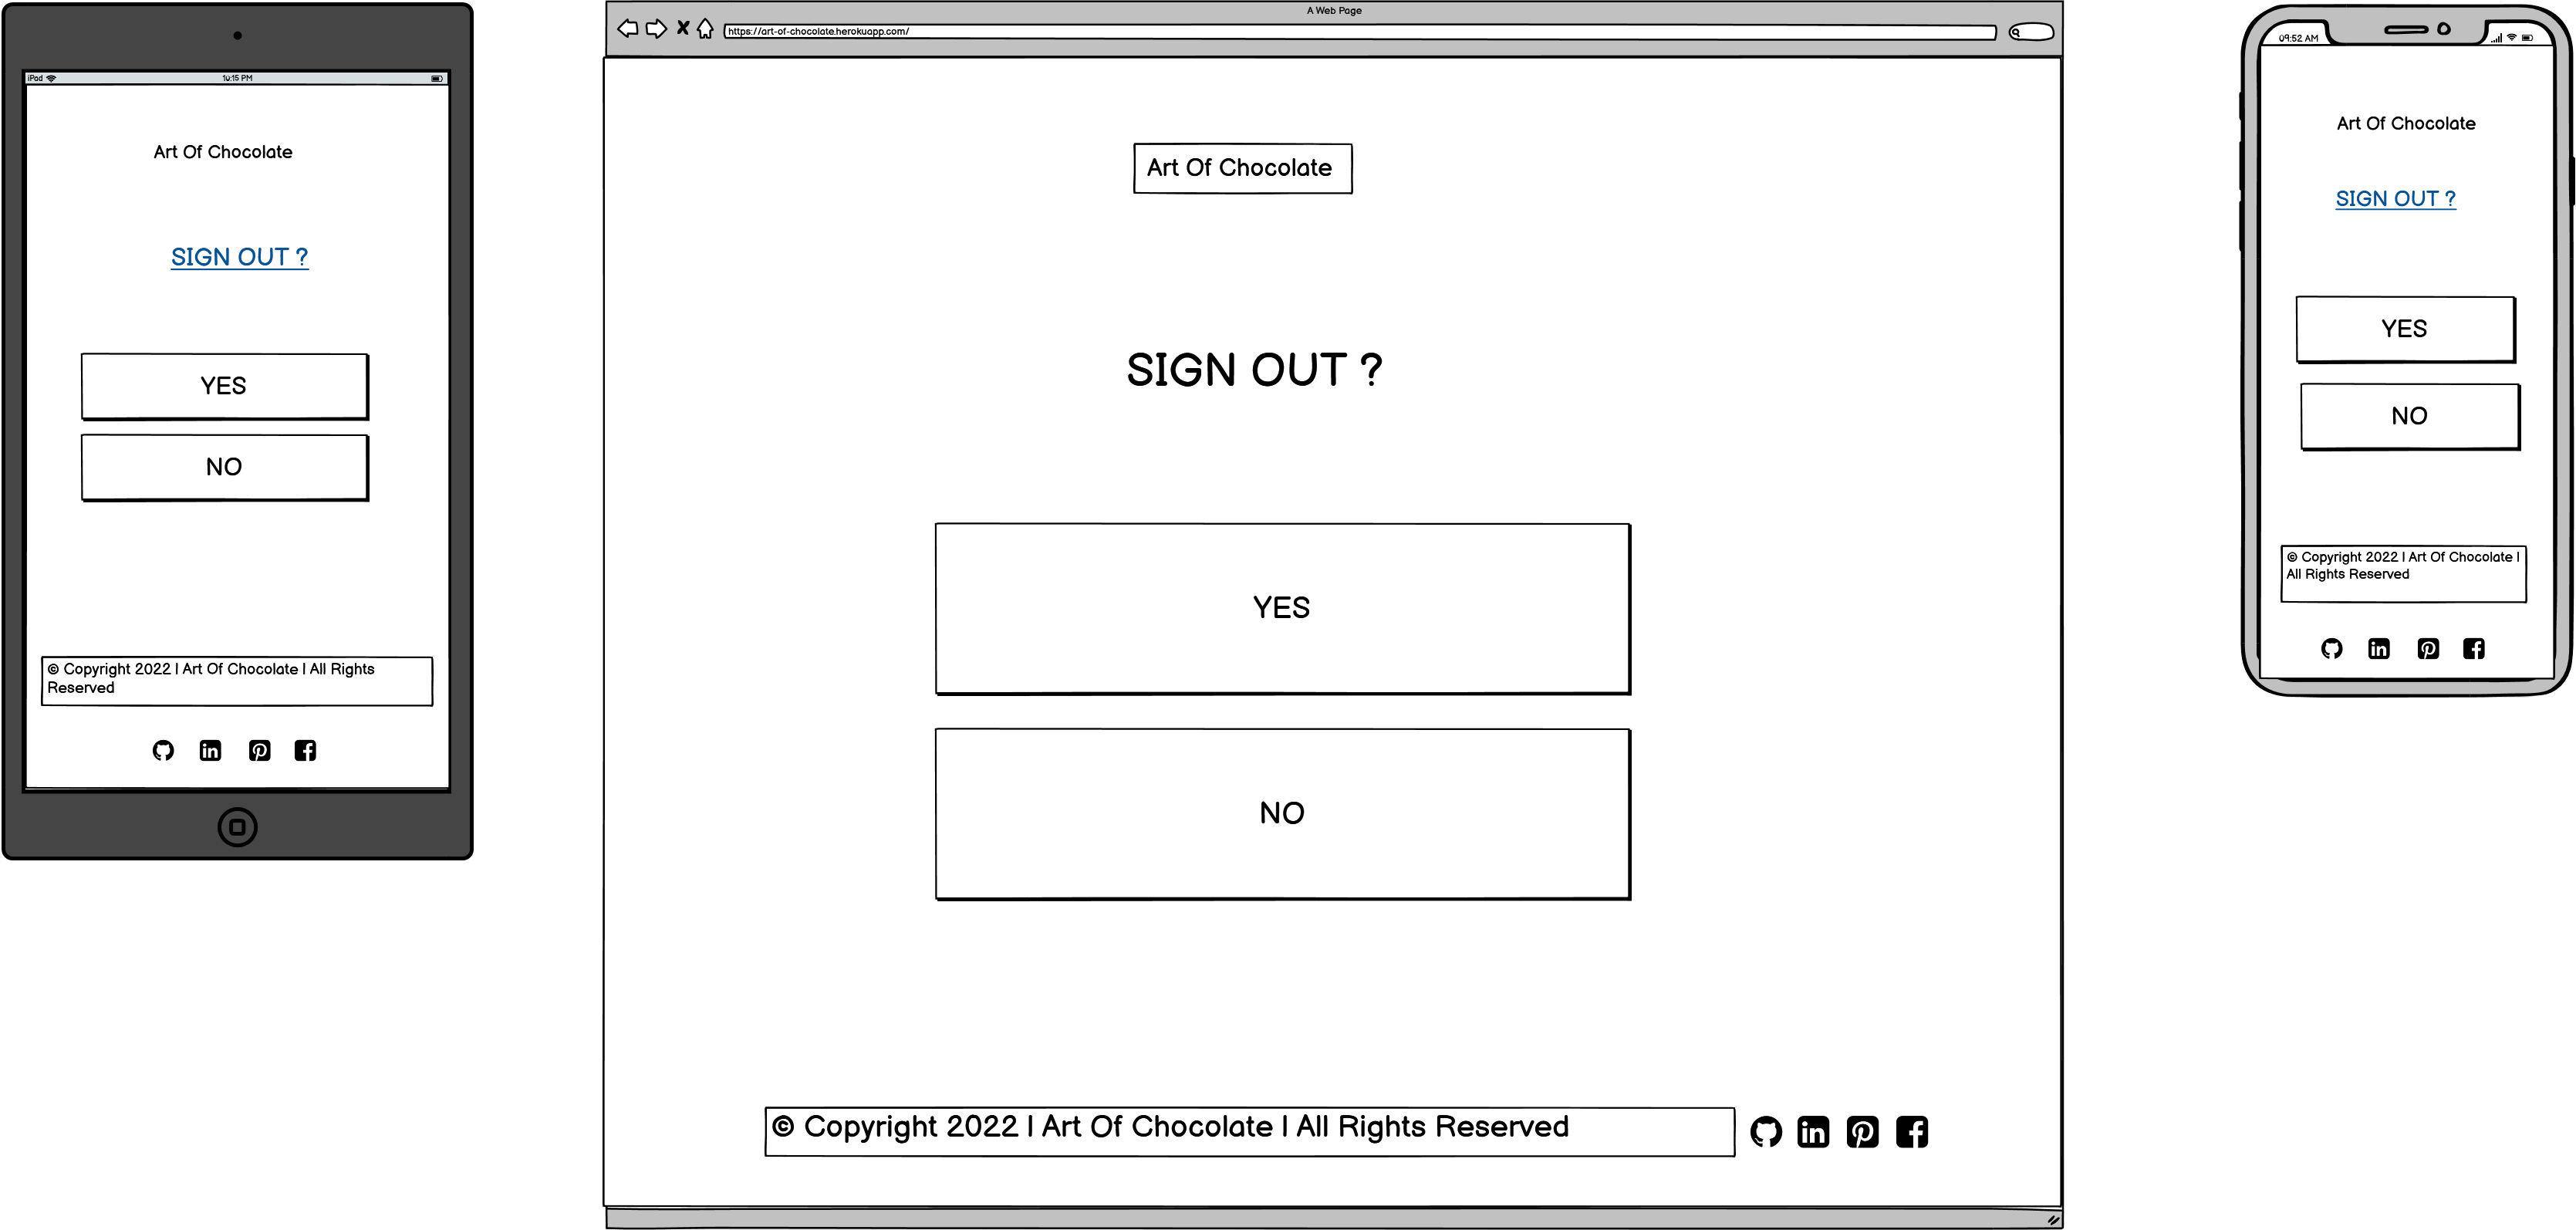 iPad
10:15 PM
Art Of Chocolate
SIGN OUT ?
YES
NO
© Copyright 2022 | Art Of Chocolate | All Rights
Reserved
A Web Page
https://art-of-chocolate.herokuapp.com/
Art Of Chocolate
SIGN OUT ?
YES
NO
© Copyright 2022 | Art Of Chocolate | All Rights Reserved
09:52 AM
Art Of Chocolate
SIGN OUT ?
YES
NO
© Copyright 2022 | Art Of Chocolate |
All Rights Reserved